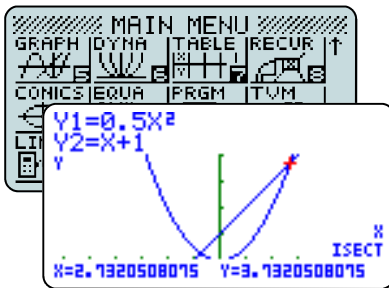 MAIN MENU
GRAPH DYNA TABLE RECUR
5 6 7 8
CONICS EQUA PRGM TVM
LI
Y1=0.5X²
Y2=X+1
Y
X
ISECT
X=2.7320508075 Y=3.7320508075